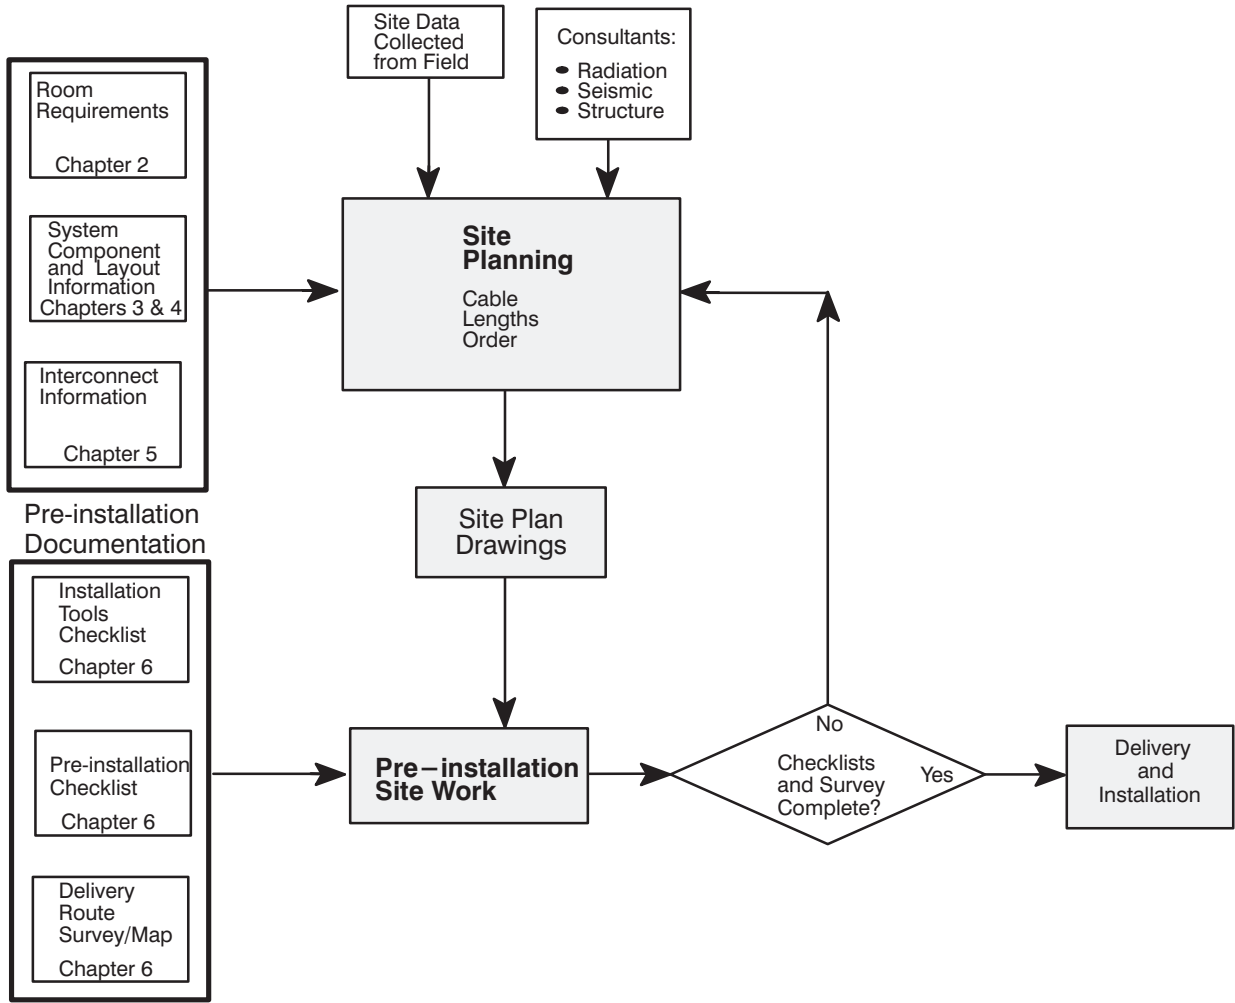 Site Data
Collected
from Field
Consultants:
• Radiation
• Seismic
• Structure
Room
Requirements
Chapter 2
System
Component
and Layout
Information
Chapters 3 & 4
Interconnect
Information
Chapter 5
Site
Planning
Cable
Lengths
Order
Pre-installation
Documentation
Site Plan
Drawings
Installation
Tools
Checklist
Chapter 6
Pre-installation
Checklist
Chapter 6
Delivery
Route
Survey/Map
Chapter 6
Pre–installation
Site Work
No
Checklists
and Survey
Complete?
Yes
Delivery
and
Installation